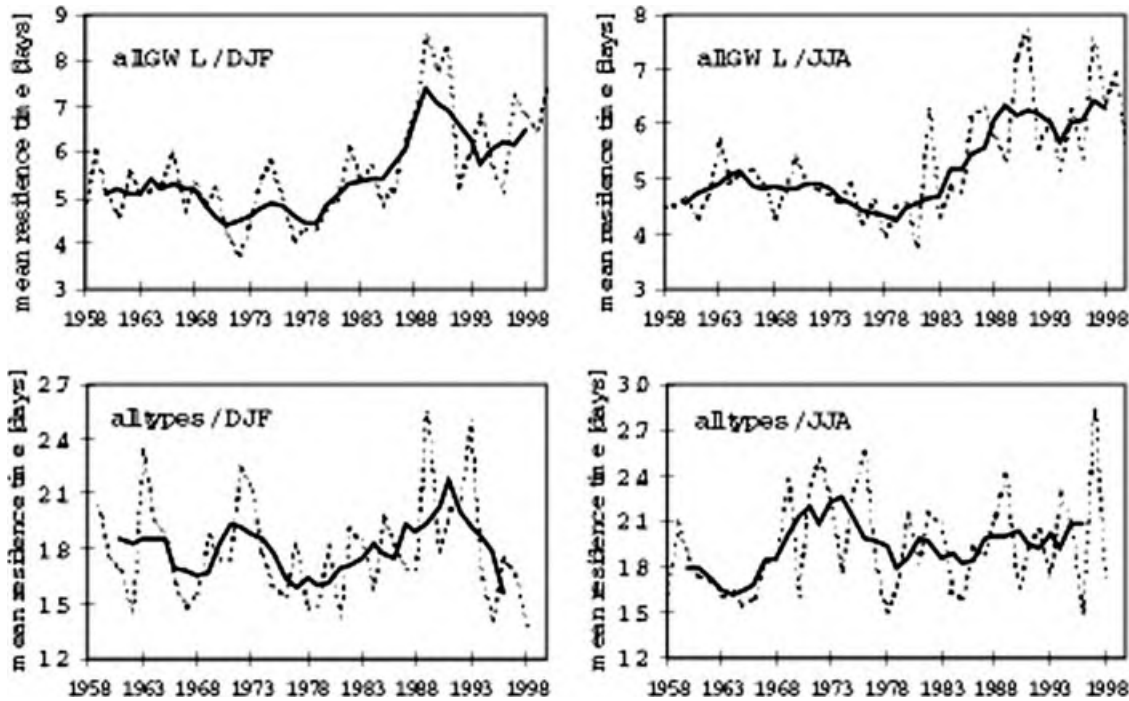 mean residence time [days]
9
8
7
6
5
4
3
allGWL/DJF
1958 1963 1968 1973 1978 1983 1988 1993 1998
mean residence time [days]
8
7
6
5
4
3
allGWL/JJA
1958 1963 1968 1973 1978 1983 1988 1993 1998
mean residence time [days]
2.7
2.4
2.1
1.8
1.5
1.2
alltypes/DJF
1958 1963 1968 1973 1978 1983 1988 1993 1998
mean residence time [days]
3.0
2.7
2.4
2.1
1.8
1.5
1.2
alltypes/JJA
1958 1963 1968 1973 1978 1983 1988 1993 1998